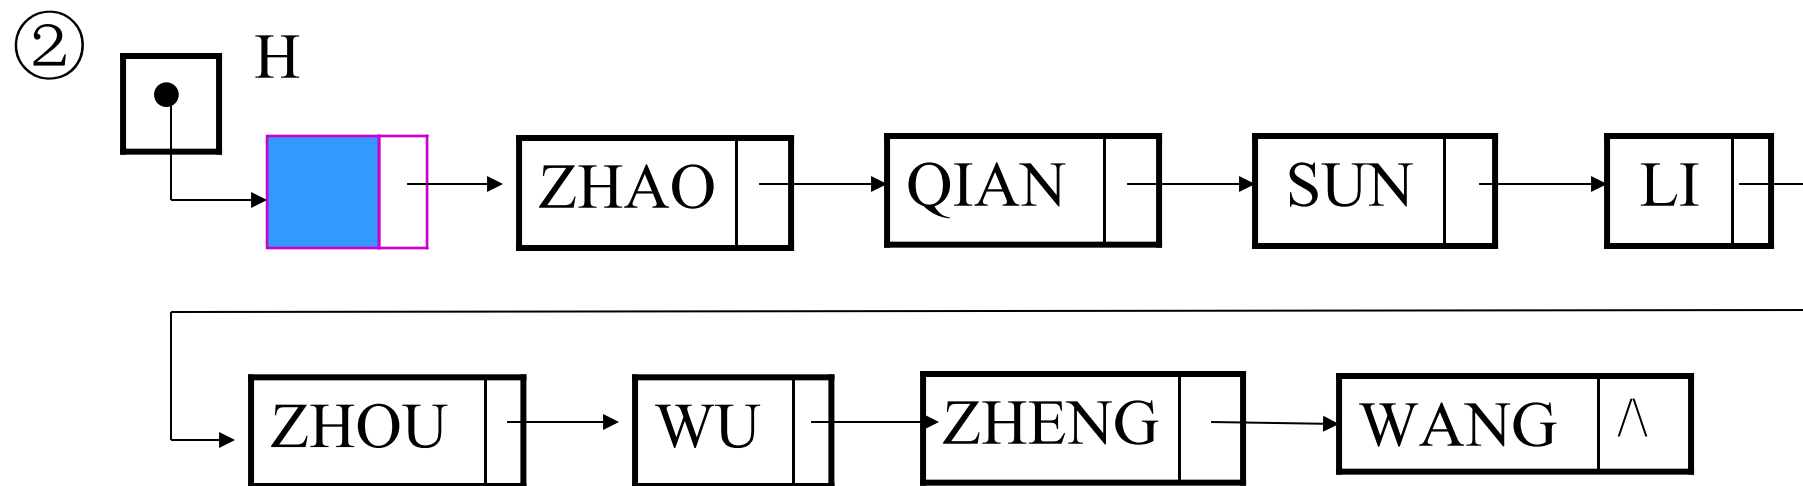 ② H
ZHAO QIAN SUN LI
ZHOU WU ZHENG WANG /\